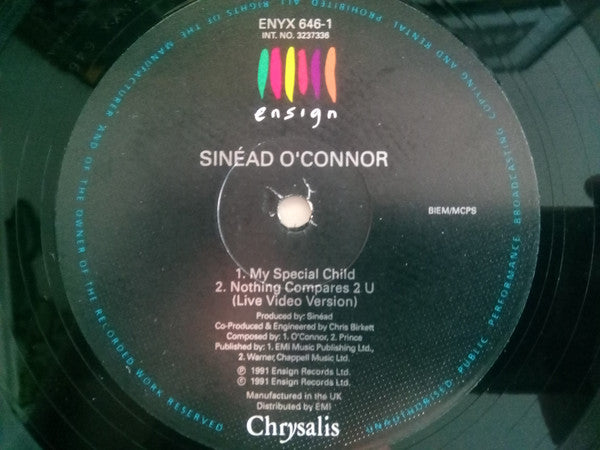 ENYX 646-1
INT. NO. 3237336
ensign
SINÉAD O'CONNOR
BIEM/MCPS
1. My Special Child
2. Nothing Compares 2 U
(Live Video Version)
Produced by: Sinéad
Co-Produced & Engineered by Chris Birkett
Composed by: 1. O'Connor, 2. Prince
Published by: 1. EMI Music Publishing Ltd.,
2. Warner Chappell Music Ltd.
℗ 1991 Ensign Records Ltd.
© 1991 Ensign Records Ltd.
Manufactured in the UK
Distributed by EMI
Chrysalis
ALL RIGHTS OF THE MANUFACTURER AND OF THE OWNER OF THE RECORDED WORK RESERVED
UNAUTHORISED PUBLIC PERFORMANCE BROADCASTING COPYING AND RENTAL PROHIBITED